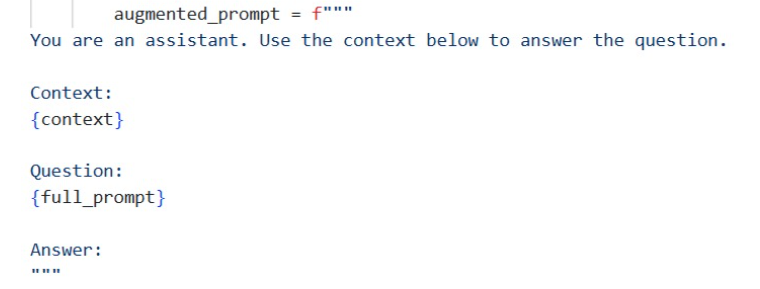 augmented_prompt = f"""
You are an assistant. Use the context below to answer the question.
Context:
{context}
Question:
{full_prompt}
Answer:
"""